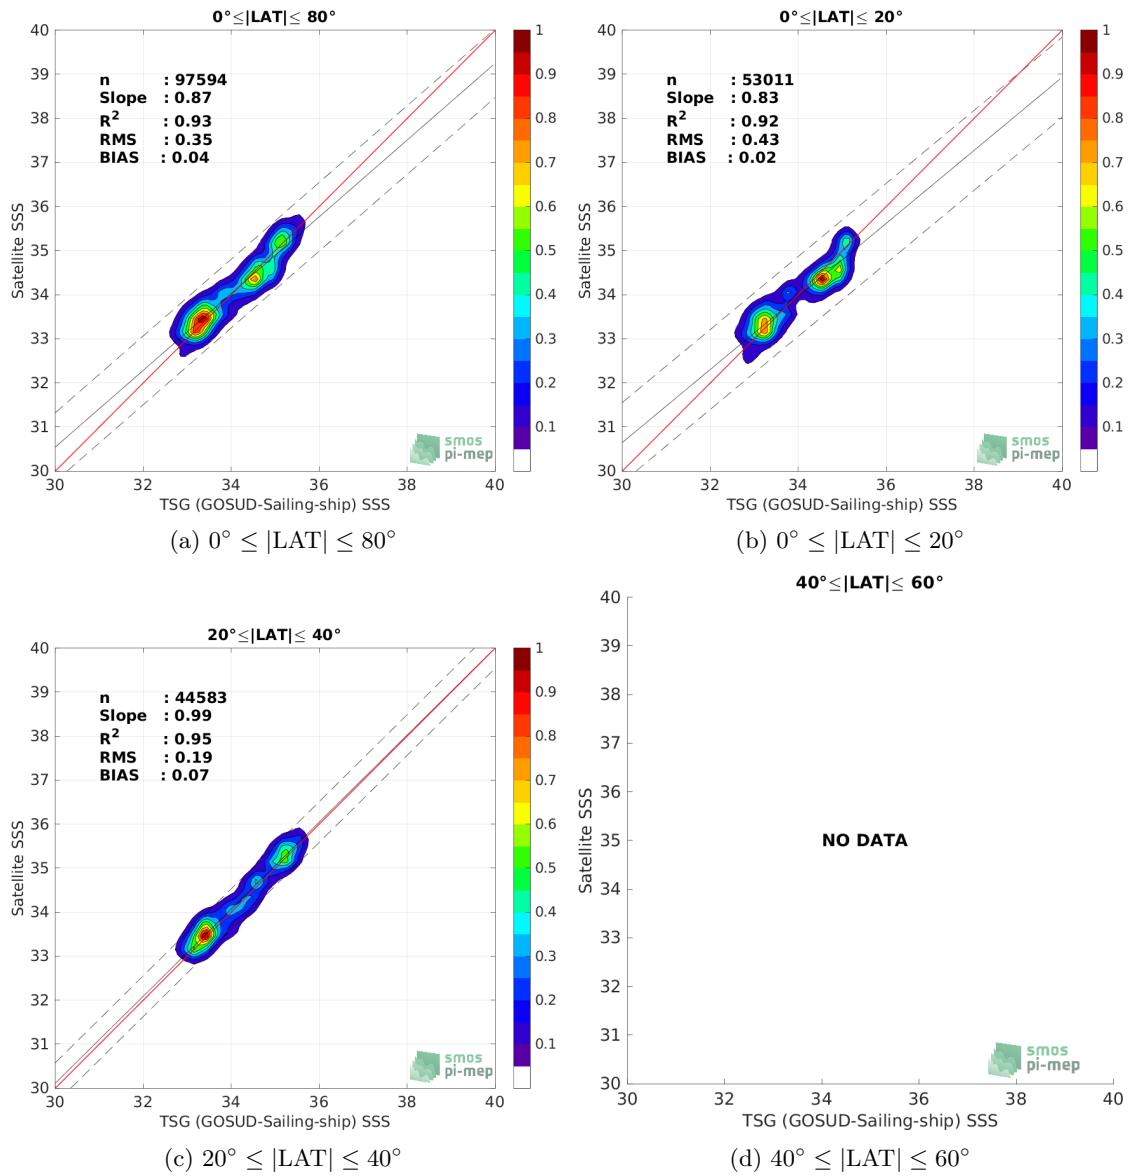 0°≤|LAT|≤ 80°
40
39
38
37
36
35
34
33
32
31
30
Satellite SSS
n : 97594
Slope : 0.87
R2 : 0.93
RMS : 0.35
BIAS : 0.04
1
0.9
0.8
0.7
0.6
0.5
0.4
0.3
0.2
0.1
smos
pi-mep
30 32 34 36 38 40
TSG (GOSUD-Sailing-ship) SSS
(a) 0° ≤ |LAT| ≤ 80°
0°≤|LAT|≤ 20°
40
39
38
37
36
35
34
33
32
31
30
Satellite SSS
n : 53011
Slope : 0.83
R2 : 0.92
RMS : 0.43
BIAS : 0.02
1
0.9
0.8
0.7
0.6
0.5
0.4
0.3
0.2
0.1
smos
pi-mep
30 32 34 36 38 40
TSG (GOSUD-Sailing-ship) SSS
(b) 0° ≤ |LAT| ≤ 20°
20°≤|LAT|≤ 40°
40
39
38
37
36
35
34
33
32
31
30
Satellite SSS
n : 44583
Slope : 0.99
R2 : 0.95
RMS : 0.19
BIAS : 0.07
1
0.9
0.8
0.7
0.6
0.5
0.4
0.3
0.2
0.1
smos
pi-mep
30 32 34 36 38 40
TSG (GOSUD-Sailing-ship) SSS
(c) 20° ≤ |LAT| ≤ 40°
40°≤|LAT|≤ 60°
40
39
38
37
36
35
34
33
32
31
30
Satellite SSS
NO DATA
smos
pi-mep
30 32 34 36 38 40
TSG (GOSUD-Sailing-ship) SSS
(d) 40° ≤ |LAT| ≤ 60°